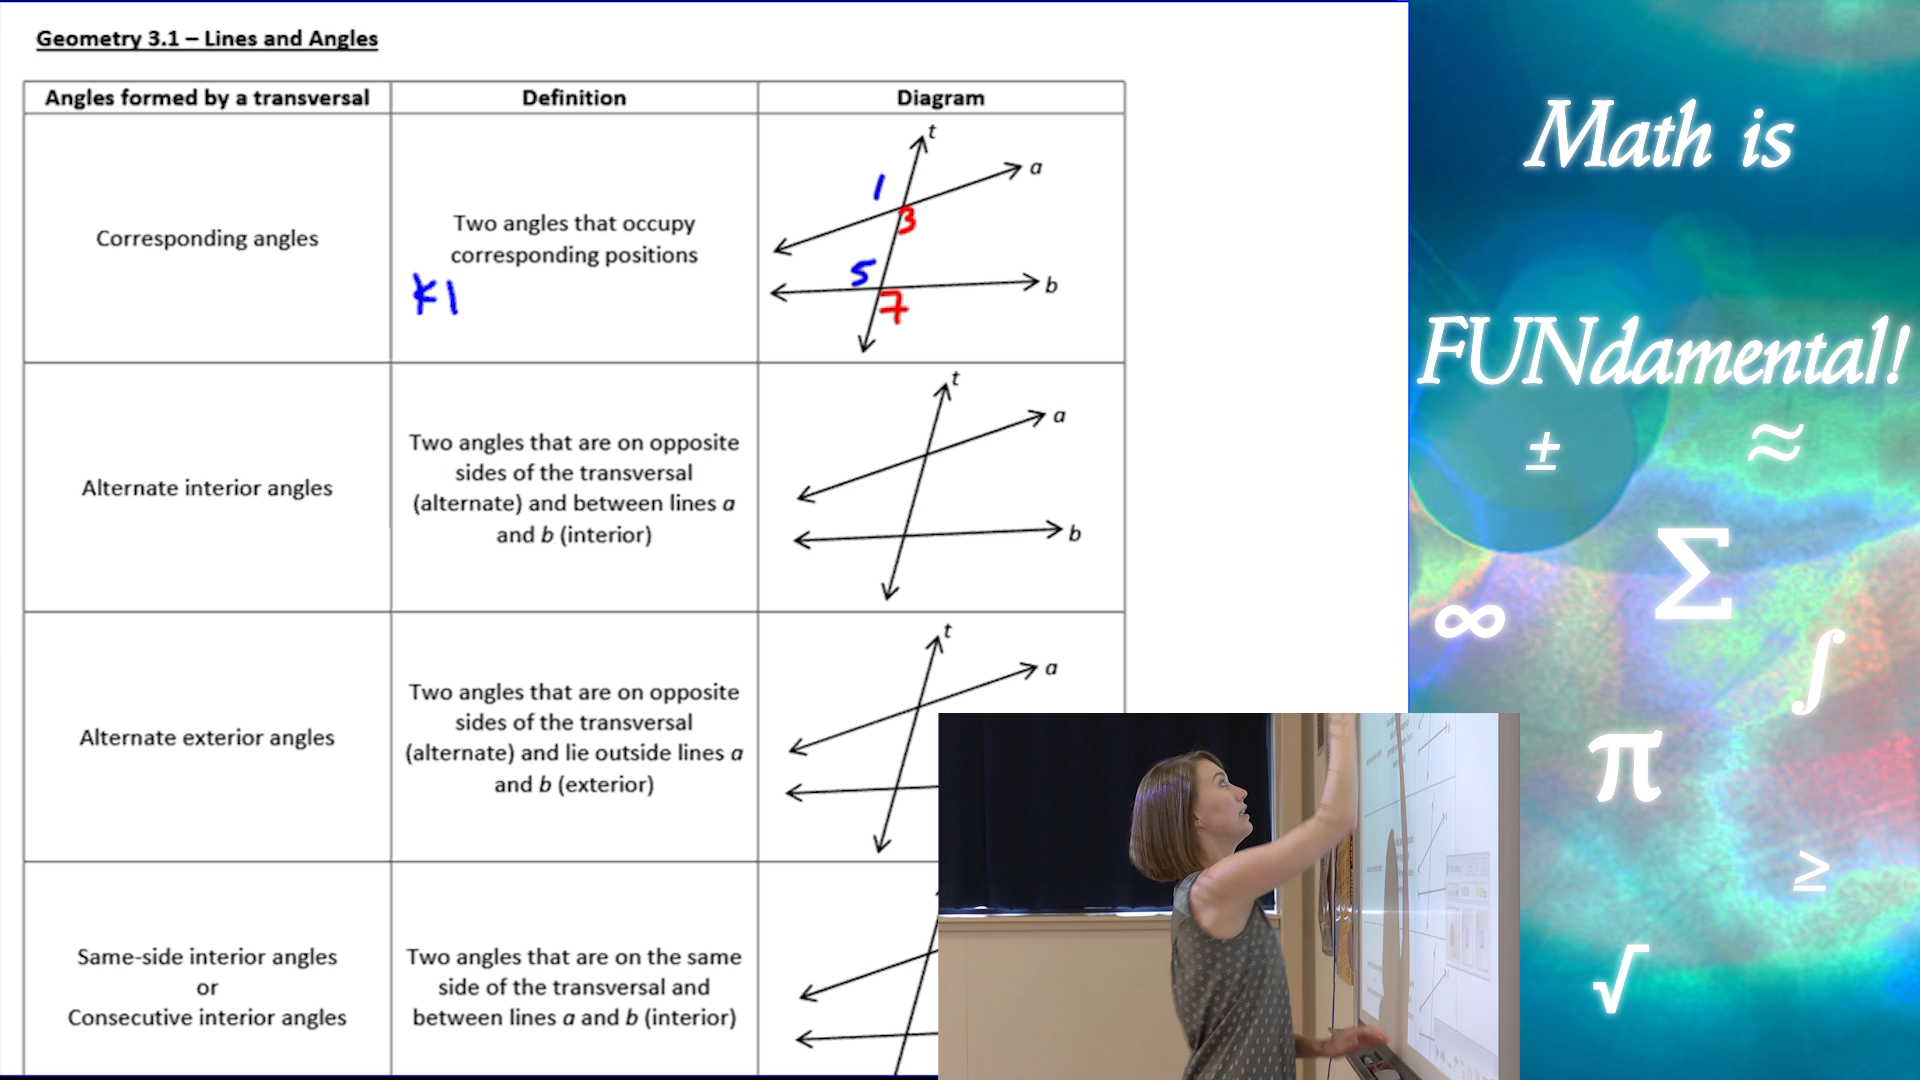 Geometry 3.1 – Lines and Angles
Angles formed by a transversal
Definition
Diagram
Corresponding angles
Two angles that occupy
corresponding positions
∡1
t
a
b
1
3
5
7
Alternate interior angles
Two angles that are on opposite
sides of the transversal
(alternate) and between lines a
and b (interior)
t
a
b
Alternate exterior angles
Two angles that are on opposite
sides of the transversal
(alternate) and lie outside lines a
and b (exterior)
t
a
Same-side interior angles
or
Consecutive interior angles
Two angles that are on the same
side of the transversal and
between lines a and b (interior)
Math is
FUNdamental!
± ≈
Σ
∞
∫
π
≥
√